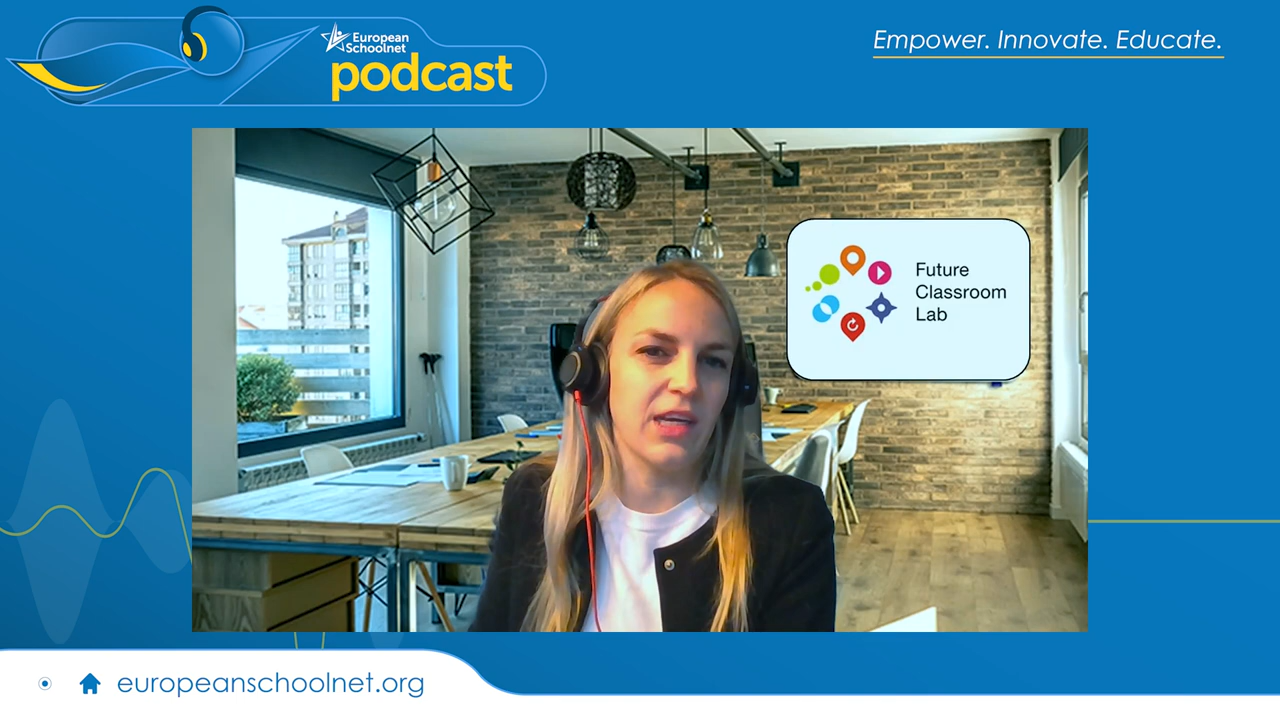 European
Schoolnet
podcast
Empower. Innovate. Educate.
Future
Classroom
Lab
europeanschoolnet.org